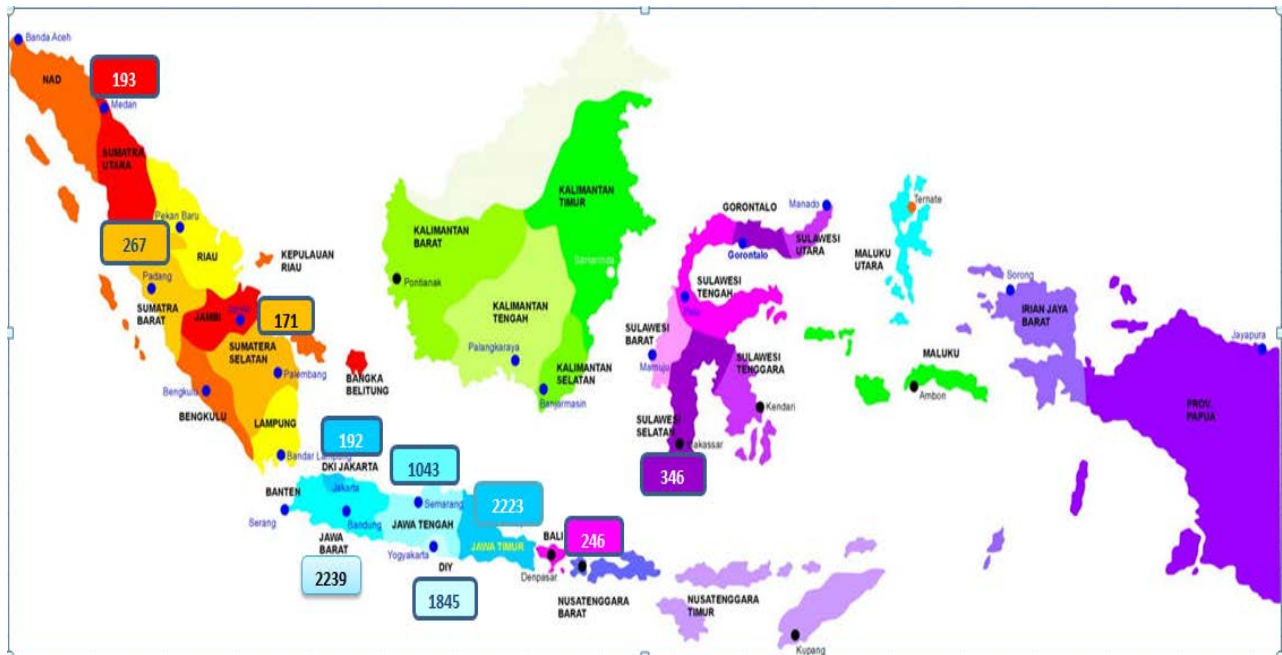 Banda Aceh
NAD
193
Medan
SUMATRA
UTARA
Pekan Baru
267
RIAU
KEPULAUAN
RIAU
Padang
SUMATRA
BARAT
JAMBI
171
SUMATERA
SELATAN
Palembang
Bengkulu
BENGKULU
BANGKA
BELITUNG
LAMPUNG
Bandar Lampung
192
DKI JAKARTA
BANTEN
Jakarta
Serang
Bandung
JAWA
BARAT
2239
1043
Semarang
JAWA TENGAH
Yogyakarta
DIY
1845
2223
JAWA TIMUR
BALI
246
Denpasar
NUSATENGGARA
BARAT
NUSATENGGARA
TIMUR
Kupang
KALIMANTAN
TIMUR
KALIMANTAN
BARAT
Samarinda
Pontianak
KALIMANTAN
TENGAH
Palangkaraya
KALIMANTAN
SELATAN
Banjormasin
GORONTALO
Manado
Gorontalo
SULAWESI
UTARA
SULAWESI
TENGAH
Palu
SULAWESI
BARAT
Mamuju
SULAWESI
TENGGARA
Kendari
SULAWESI
SELATAN
Makassar
346
Ternate
MALUKU
UTARA
MALUKU
Ambon
Sorong
IRIAN JAYA
BARAT
Jayapura
PROV.
PAPUA